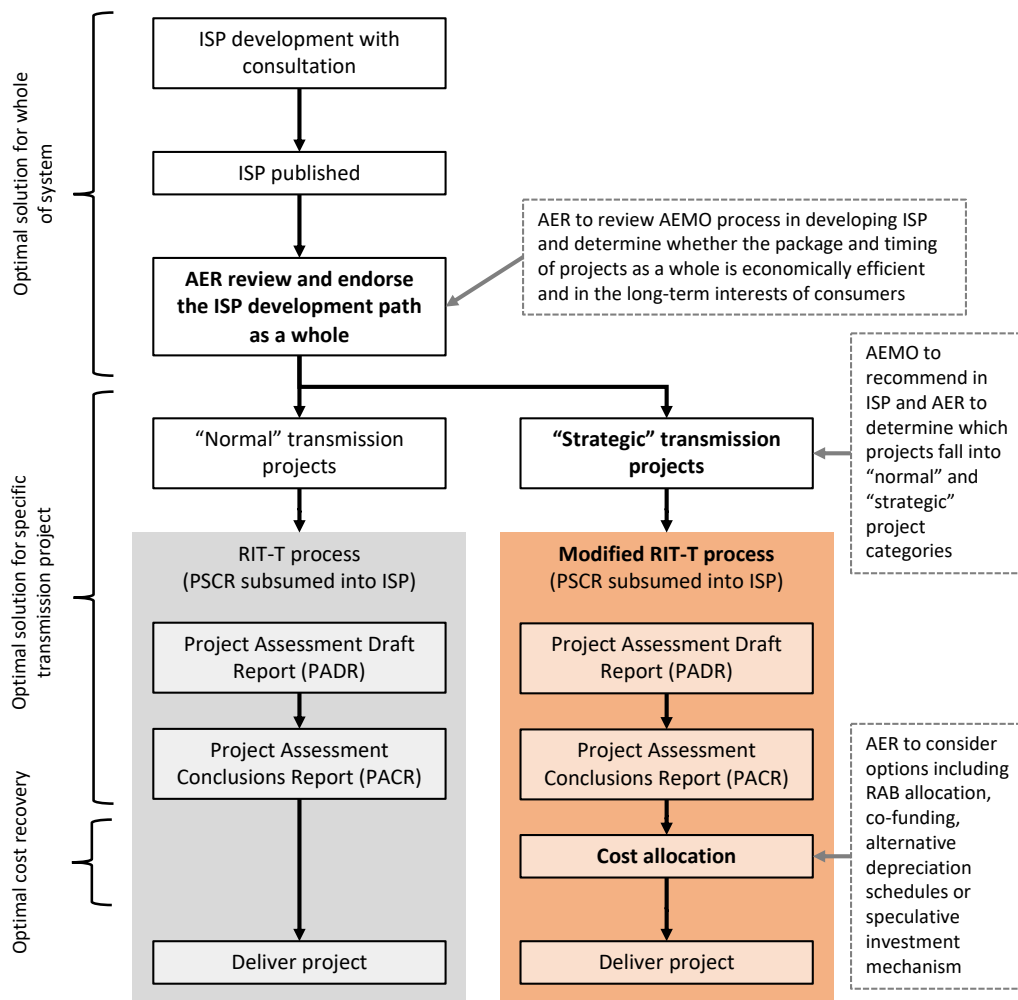 Optimal solution for whole
of system
ISP development with
consultation
ISP published
AER review and endorse
the ISP development path
as a whole
AER to review AEMO process in developing ISP
and determine whether the package and timing
of projects as a whole is economically efficient
and in the long-term interests of consumers
Optimal solution for specific
transmission project
“Normal” transmission
projects
“Strategic” transmission
projects
AEMO to
recommend in
ISP and AER to
determine which
projects fall into
“normal” and
“strategic”
project
categories
RIT-T process
(PSCR subsumed into ISP)
Project Assessment Draft
Report (PADR)
Project Assessment
Conclusions Report (PACR)
Deliver project
Modified RIT-T process
(PSCR subsumed into ISP)
Project Assessment Draft
Report (PADR)
Project Assessment
Conclusions Report (PACR)
Cost allocation
Deliver project
Optimal cost recovery
AER to consider
options including
RAB allocation,
co-funding,
alternative
depreciation
schedules or
speculative
investment
mechanism